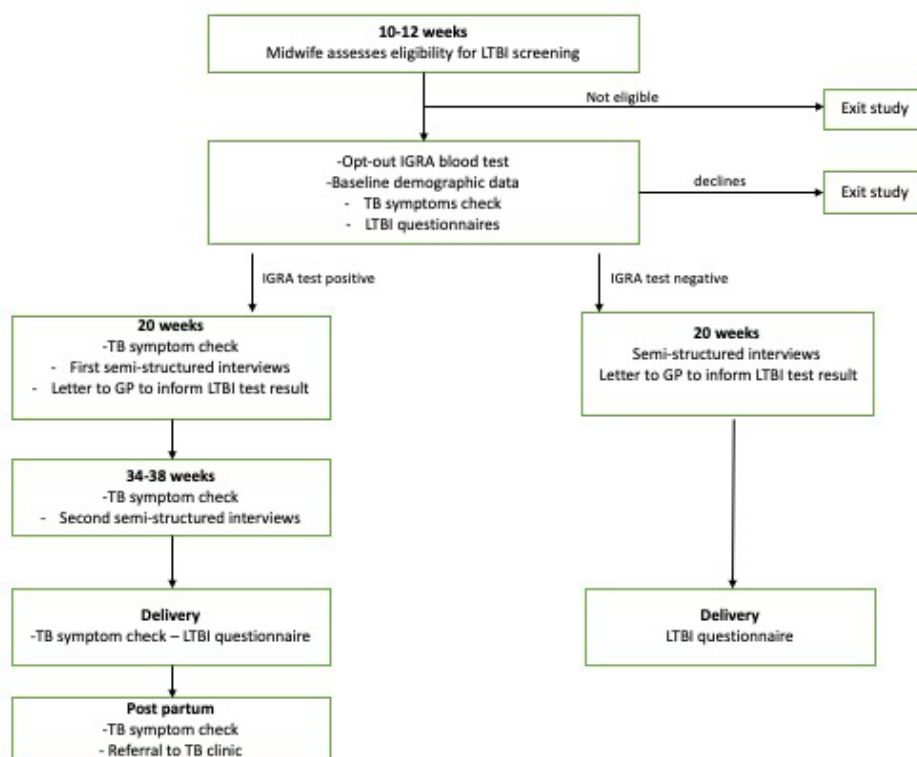 10-12 weeks
Midwife assesses eligibility for LTBI screening
Not eligible
Exit study
-Opt-out IGRA blood test
-Baseline demographic data
- TB symptoms check
- LTBI questionnaires
declines
Exit study
IGRA test positive
IGRA test negative
20 weeks
-TB symptom check
- First semi-structured interviews
- Letter to GP to inform LTBI test result
20 weeks
Semi-structured interviews
Letter to GP to inform LTBI test result
34-38 weeks
-TB symptom check
- Second semi-structured interviews
Delivery
-TB symptom check – LTBI questionnaire
Delivery
LTBI questionnaire
Post partum
-TB symptom check
- Referral to TB clinic